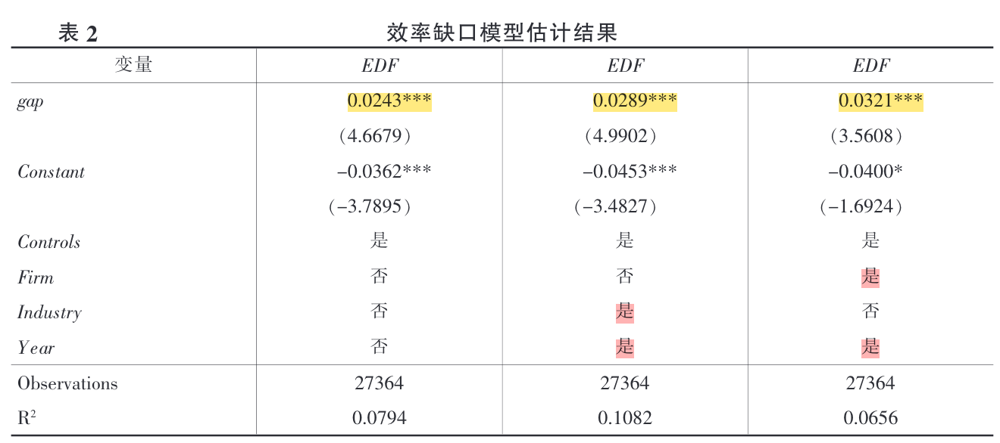 表 2 效率缺口模型估计结果
变量 EDF EDF EDF
gap 0.0243*** 0.0289*** 0.0321***
(4.6679) (4.9902) (3.5608)
Constant -0.0362*** -0.0453*** -0.0400*
(-3.7895) (-3.4827) (-1.6924)
Controls 是 是 是
Firm 否 否 是
Industry 否 是 否
Year 否 是 是
Observations 27364 27364 27364
R² 0.0794 0.1082 0.0656